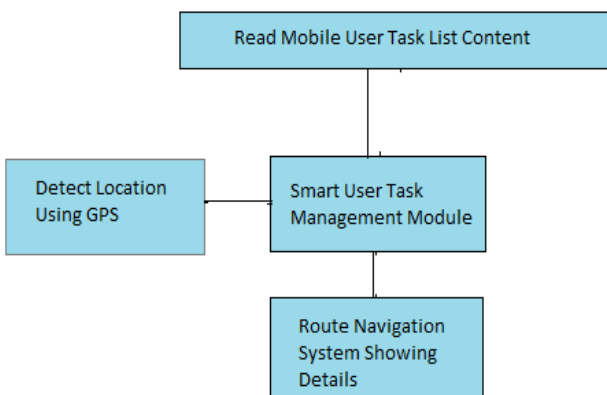 Read Mobile User Task List Content
Detect Location
Using GPS
Smart User Task
Management Module
Route Navigation
System Showing
Details